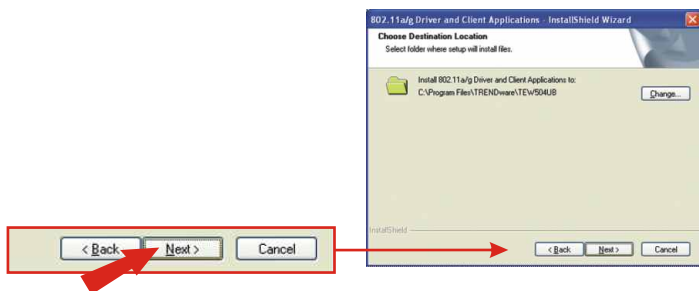 802.11a/g Driver and Client Applications - InstallShield Wizard
Choose Destination Location
Select folder where setup will install files.
Install 802.11a/g Driver and Client Applications to:
C:\Program Files\TRENDware\TEW504UB
Change...
InstallShield
< Back
Next >
Cancel
< Back
Next >
Cancel